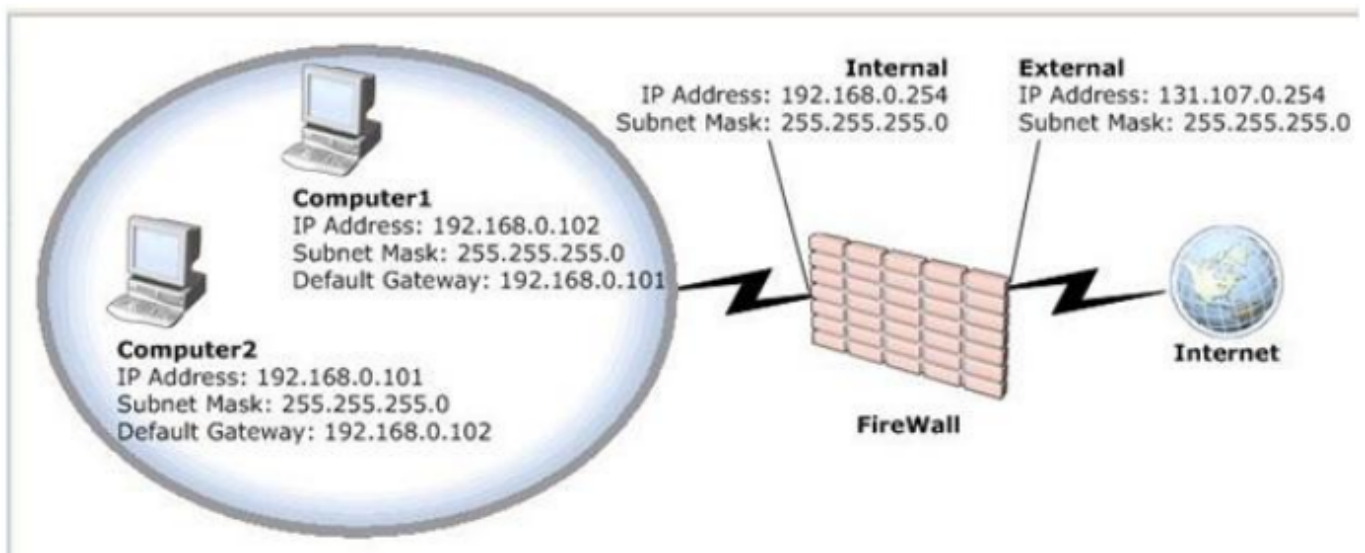 Internal
IP Address: 192.168.0.254
Subnet Mask: 255.255.255.0
External
IP Address: 131.107.0.254
Subnet Mask: 255.255.255.0
Computer1
IP Address: 192.168.0.102
Subnet Mask: 255.255.255.0
Default Gateway: 192.168.0.101
Computer2
IP Address: 192.168.0.101
Subnet Mask: 255.255.255.0
Default Gateway: 192.168.0.102
FireWall
Internet